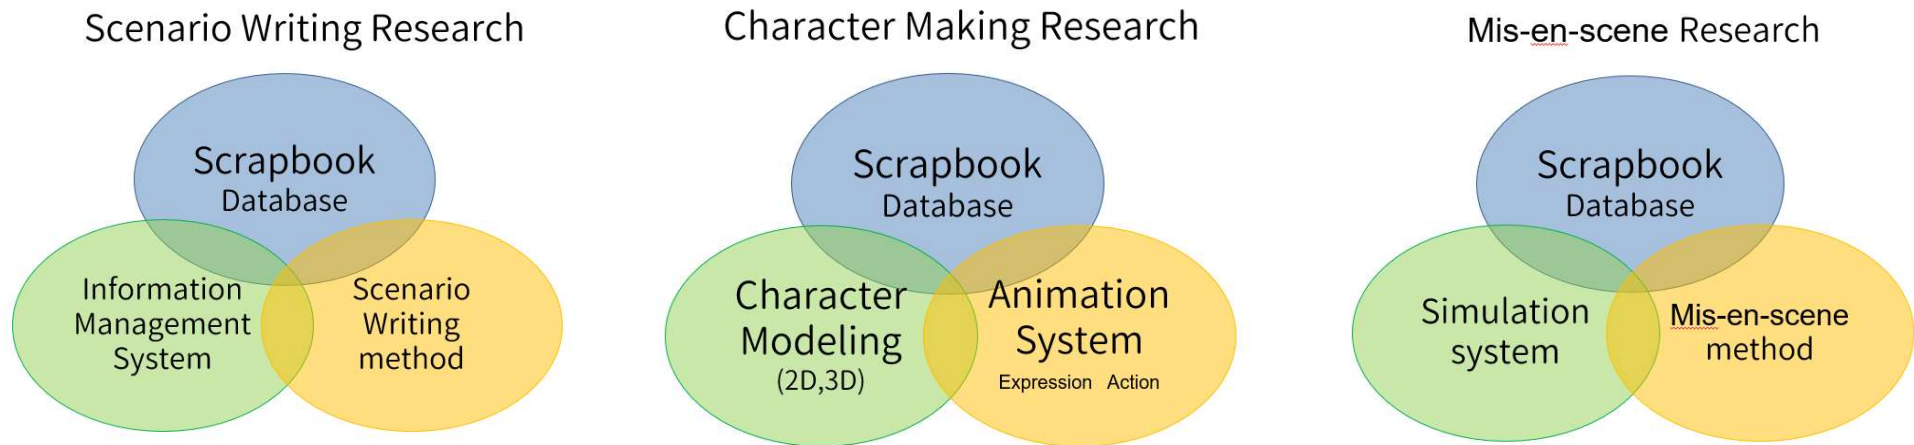 Scenario Writing Research
Scrapbook
Database
Information
Management
System
Scenario
Writing
method
Character Making Research
Scrapbook
Database
Character
Modeling
(2D,3D)
Animation
System
Expression Action
Mis-en-scene Research
Scrapbook
Database
Simulation
system
Mis-en-scene
method